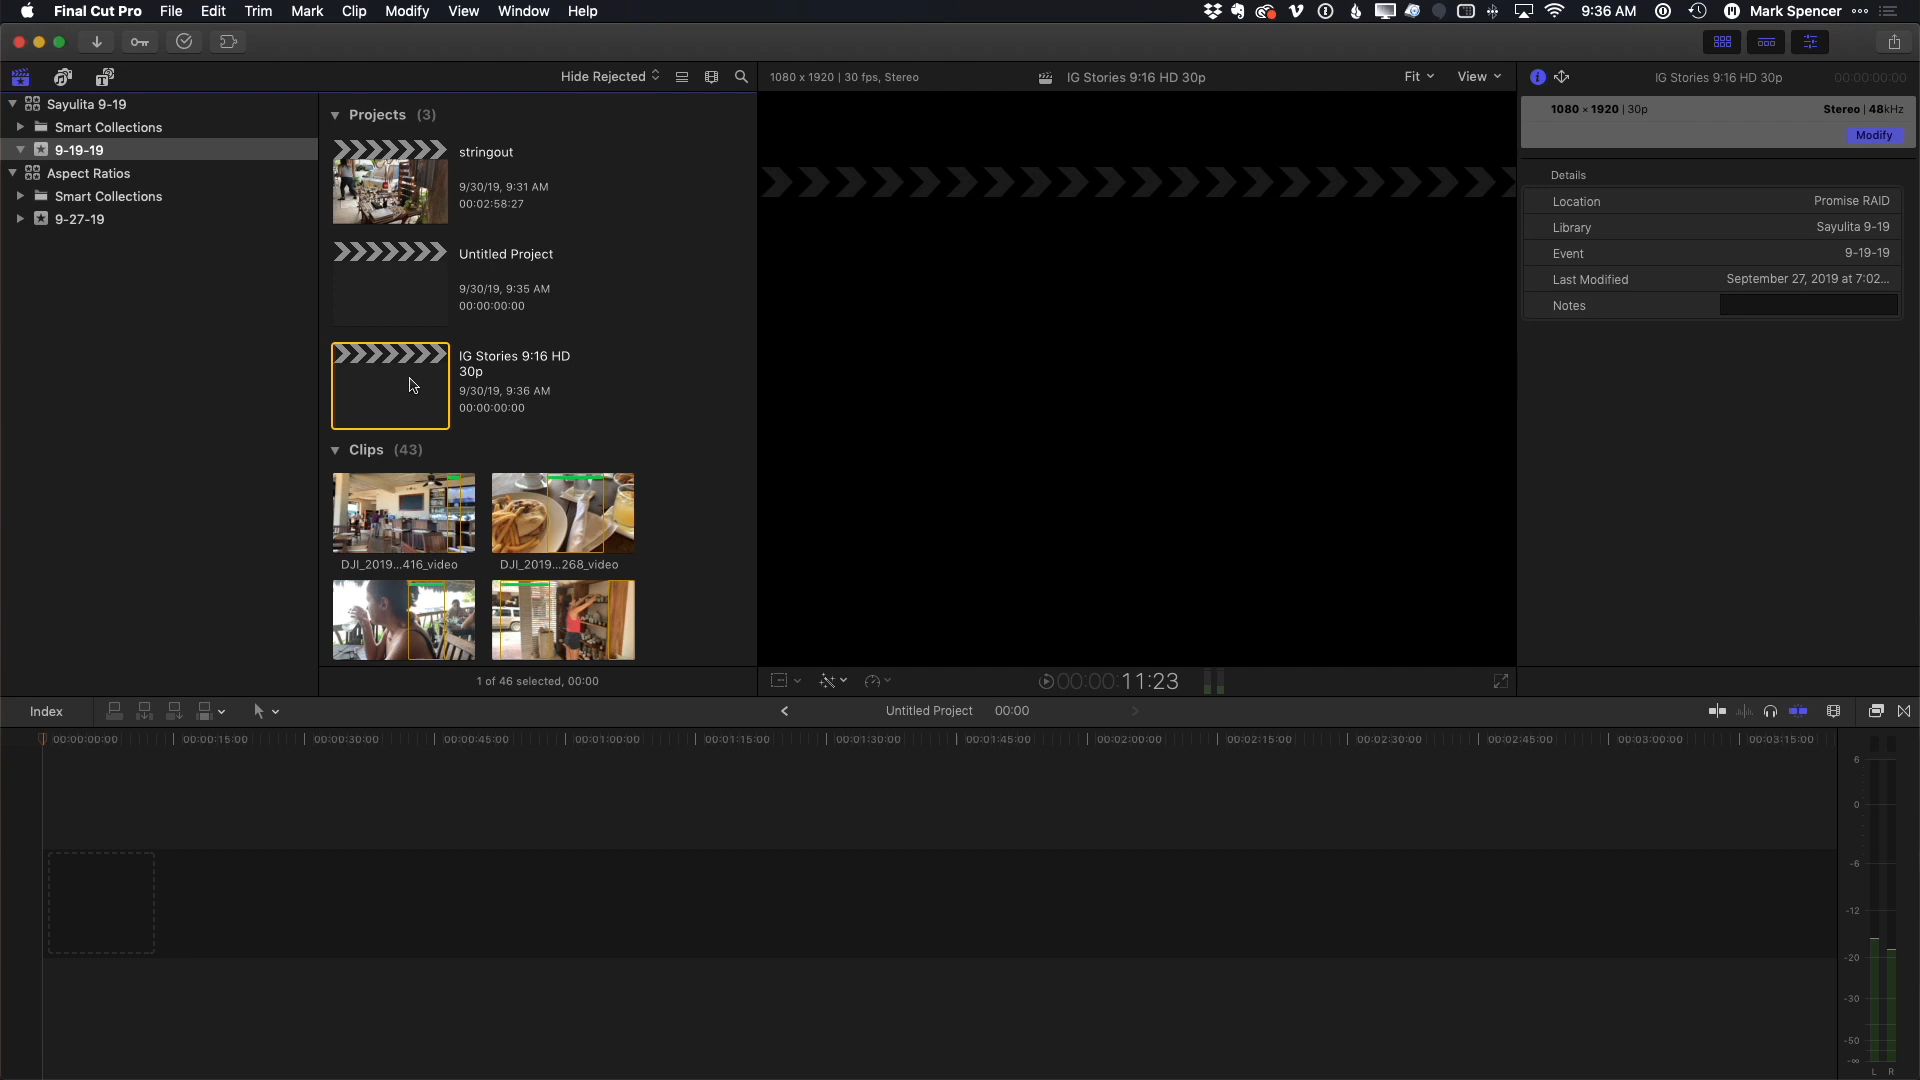 Final Cut Pro File Edit Trim Mark Clip Modify View Window Help 9:36 AM Mark Spencer
Hide Rejected
1080 x 1920 | 30 fps, Stereo IG Stories 9:16 HD 30p Fit View
IG Stories 9:16 HD 30p 00:00:00:00
Sayulita 9-19
Smart Collections
9-19-19
Aspect Ratios
Smart Collections
9-27-19
Projects (3)
stringout
9/30/19, 9:31 AM
00:02:58:27
Untitled Project
9/30/19, 9:35 AM
00:00:00:00
IG Stories 9:16 HD
30p
9/30/19, 9:36 AM
00:00:00:00
Clips (43)
DJI_2019...416_video DJI_2019...268_video
1 of 46 selected, 00:00
00:00:00:11:23
1080 × 1920 | 30p Stereo | 48kHz
Modify
Details
Location Promise RAID
Library Sayulita 9-19
Event 9-19-19
Last Modified September 27, 2019 at 7:02...
Notes
Index Untitled Project 00:00
00:00:00:00 00:00:15:00 00:00:30:00 00:00:45:00 00:01:00:00 00:01:15:00 00:01:30:00 00:01:45:00 00:02:00:00 00:02:15:00 00:02:30:00 00:02:45:00 00:03:00:00 00:03:15:00
6
0
-6
-12
-20
-30
-50
-∞
L R